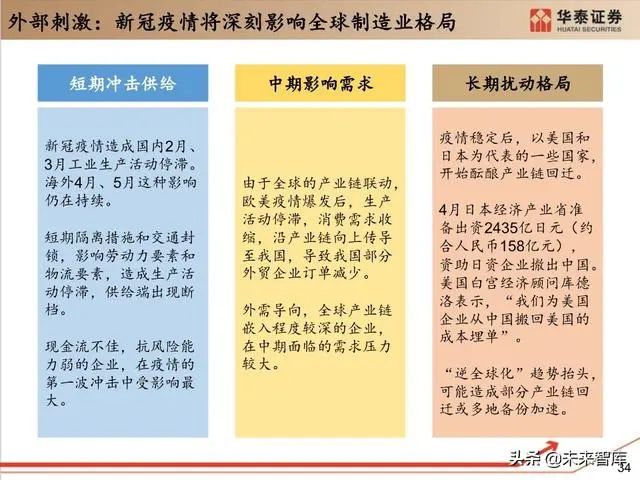 外部刺激：新冠疫情将深刻影响全球制造业格局
华泰证券
HUATAI SECURITIES
短期冲击供给
新冠疫情造成国内2月、
3月工业生产活动停滞。
海外4月、5月这种影响
仍在持续。
短期隔离措施和交通封
锁，影响劳动力要素和
物流要素，造成生产活
动停滞，供给端出现断
档。
现金流不佳，抗风险能
力弱的企业，在疫情的
第一波冲击中受影响最
大。
中期影响需求
由于全球的产业链联动，
欧美疫情爆发后，生产
活动停滞，消费需求收
缩，沿产业链向上传导
至我国，导致我国部分
外贸企业订单减少。
外需导向，全球产业链
嵌入程度较深的企业，
在中期面临的需求压力
较大。
长期扰动格局
疫情稳定后，以美国和
日本为代表的一些国家，
开始酝酿产业链回迁。
4月日本经济产业省准
备出资2435亿日元（约
合人民币158亿元），
资助日资企业撤出中国。
美国白宫经济顾问库德
洛表示，“我们为美国
企业从中国搬回美国的
成本埋单”。
“逆全球化”趋势抬头，
可能造成部分产业链回
迁或多地备份加速。
头条@未来智库
34